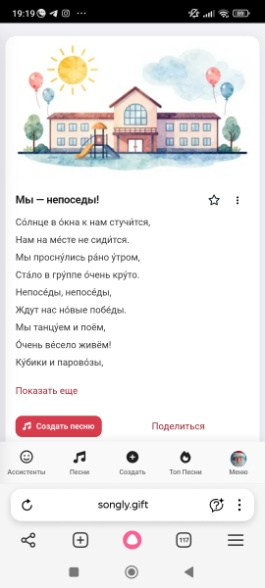 19:19
Мы — непоседы!
Со́лнце в о́кна к нам стучи́тся,
Нам на ме́сте не сиди́тся.
Мы просну́лись ра́но у́тром,
Ста́ло в гру́ппе о́чень кру́то.
Непосе́ды, непосе́ды,
Ждут нас но́вые побе́ды.
Мы танцу́ем и поём,
О́чень ве́село живём!
Ку́бики и парово́зы,
Показать еще
Создать песню
Поделиться
Ассистенты
Песни
Создать
Топ Песни
Меню
songly.gift
117